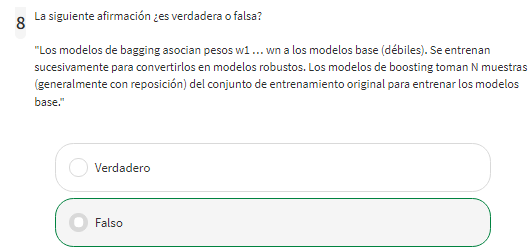 8
La siguiente afirmación ¿es verdadera o falsa?
"Los modelos de bagging asocian pesos w1 ... wn a los modelos base (débiles). Se entrenan
sucesivamente para convertirlos en modelos robustos. Los modelos de boosting toman N muestras
(generalmente con reposición) del conjunto de entrenamiento original para entrenar los modelos
base."
Verdadero
Falso